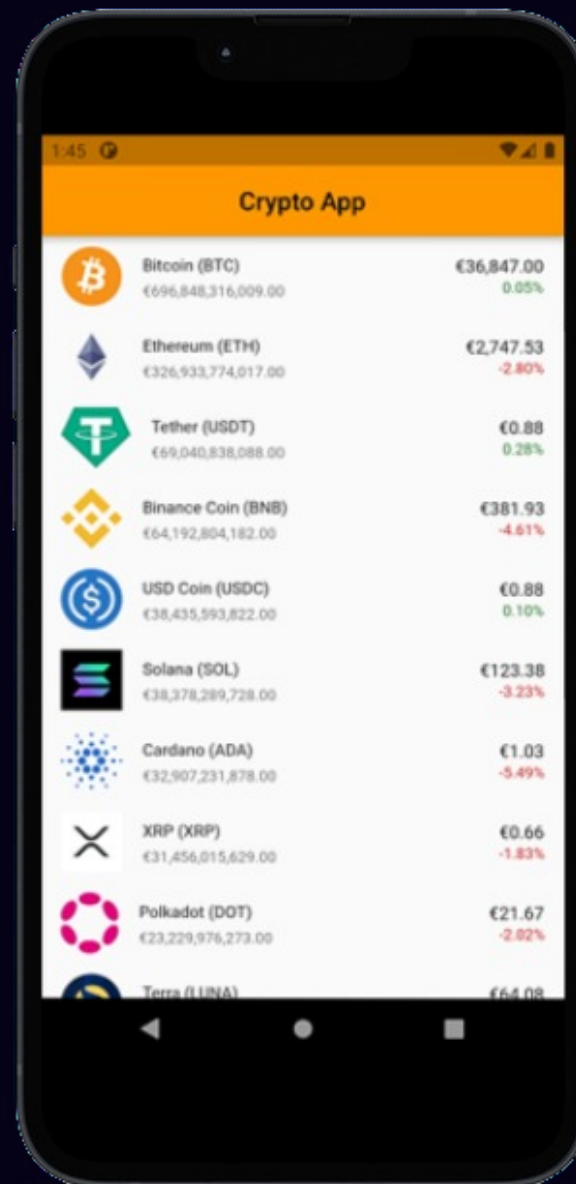 1:45
Crypto App
Bitcoin (BTC)
€36,847.00
€696,848,316,009.00
0.05%
Ethereum (ETH)
€2,747.53
€326,933,774,017.00
-2.80%
Tether (USDT)
€0.88
€69,040,838,088.00
0.28%
Binance Coin (BNB)
€381.93
€64,192,804,182.00
-4.61%
USD Coin (USDC)
€0.88
€38,435,593,822.00
0.10%
Solana (SOL)
€123.38
€38,378,289,728.00
-3.23%
Cardano (ADA)
€1.03
€32,907,231,878.00
-5.49%
XRP (XRP)
€0.66
€31,456,015,629.00
-1.83%
Polkadot (DOT)
€21.67
€23,229,976,273.00
-2.02%
Terra (LUNA)
€64.08